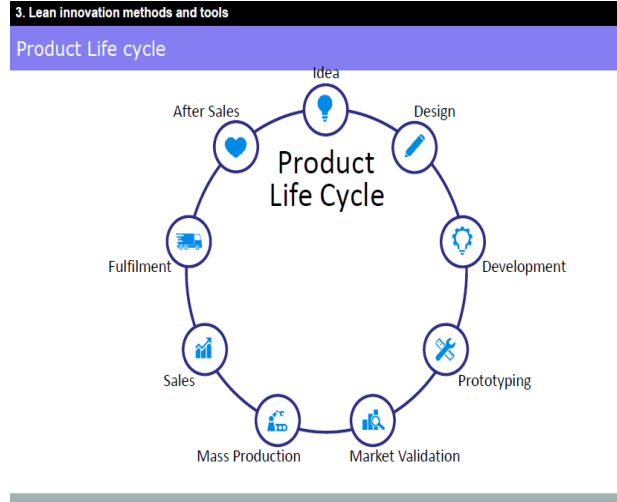 3. Lean innovation methods and tools
Product Life cycle
Idea
After Sales
Design
Product
Life Cycle
Fulfilment
Development
Sales
Prototyping
Mass Production
Market Validation